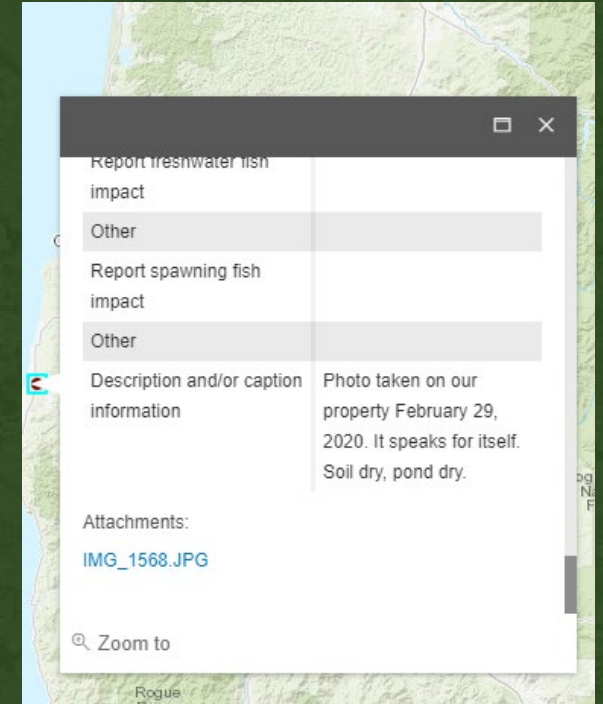 Report freshwater fish
impact
Other
Report spawning fish
impact
Other
Description and/or caption
information
Photo taken on our
property February 29,
2020. It speaks for itself.
Soil dry, pond dry.
Attachments:
IMG_1568.JPG
Zoom to
Rogue